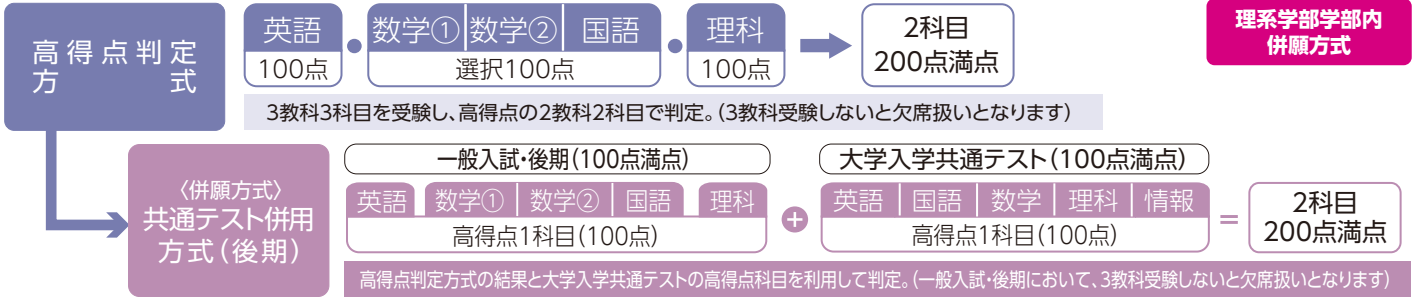 高得点判定
方式
英語 数学① 数学② 国語 理科
100点 選択100点 100点
2科目
200点満点
理系学部学部内
併願方式
3教科3科目を受験し、高得点の2教科2科目で判定。(3教科受験しないと欠席扱いとなります)
〈併願方式〉
共通テスト併用
方式(後期)
一般入試・後期(100点満点)
英語 数学① 数学② 国語 理科
高得点1科目(100点)
+
大学入学共通テスト(100点満点)
英語 国語 数学 理科 情報
高得点1科目(100点)
=
2科目
200点満点
高得点判定方式の結果と大学入学共通テストの高得点科目を利用して判定。(一般入試・後期において、3教科受験しないと欠席扱いとなります)